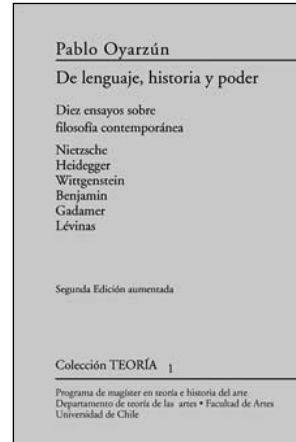 Pablo Oyarzún
De lenguaje, historia y poder
Diez ensayos sobre
filosofía contemporánea
Nietzsche
Heidegger
Wittgenstein
Benjamin
Gadamer
Lévinas
Segunda Edición aumentada
Colección TEORÍA 1
Programa de magíster en teoría e historia del arte
Departamento de teoría de las artes • Facultad de Artes
Universidad de Chile